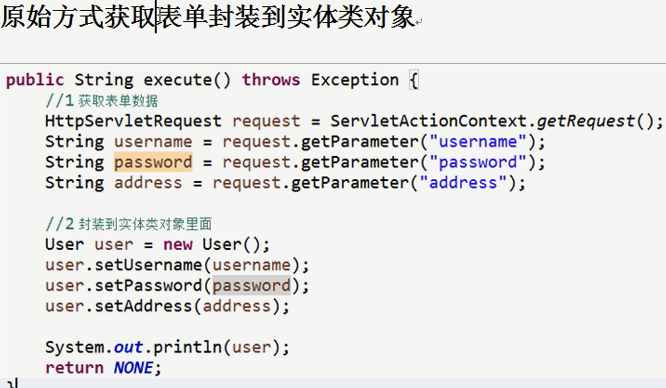 原始方式获取表单封装到实体类对象
public String execute() throws Exception {
//1 获取表单数据
HttpServletRequest request = ServletActionContext.getRequest();
String username = request.getParameter("username");
String password = request.getParameter("password");
String address = request.getParameter("address");
//2 封装到实体类对象里面
User user = new User();
user.setUsername(username);
user.setPassword(password);
user.setAddress(address);
System.out.println(user);
return NONE;
}